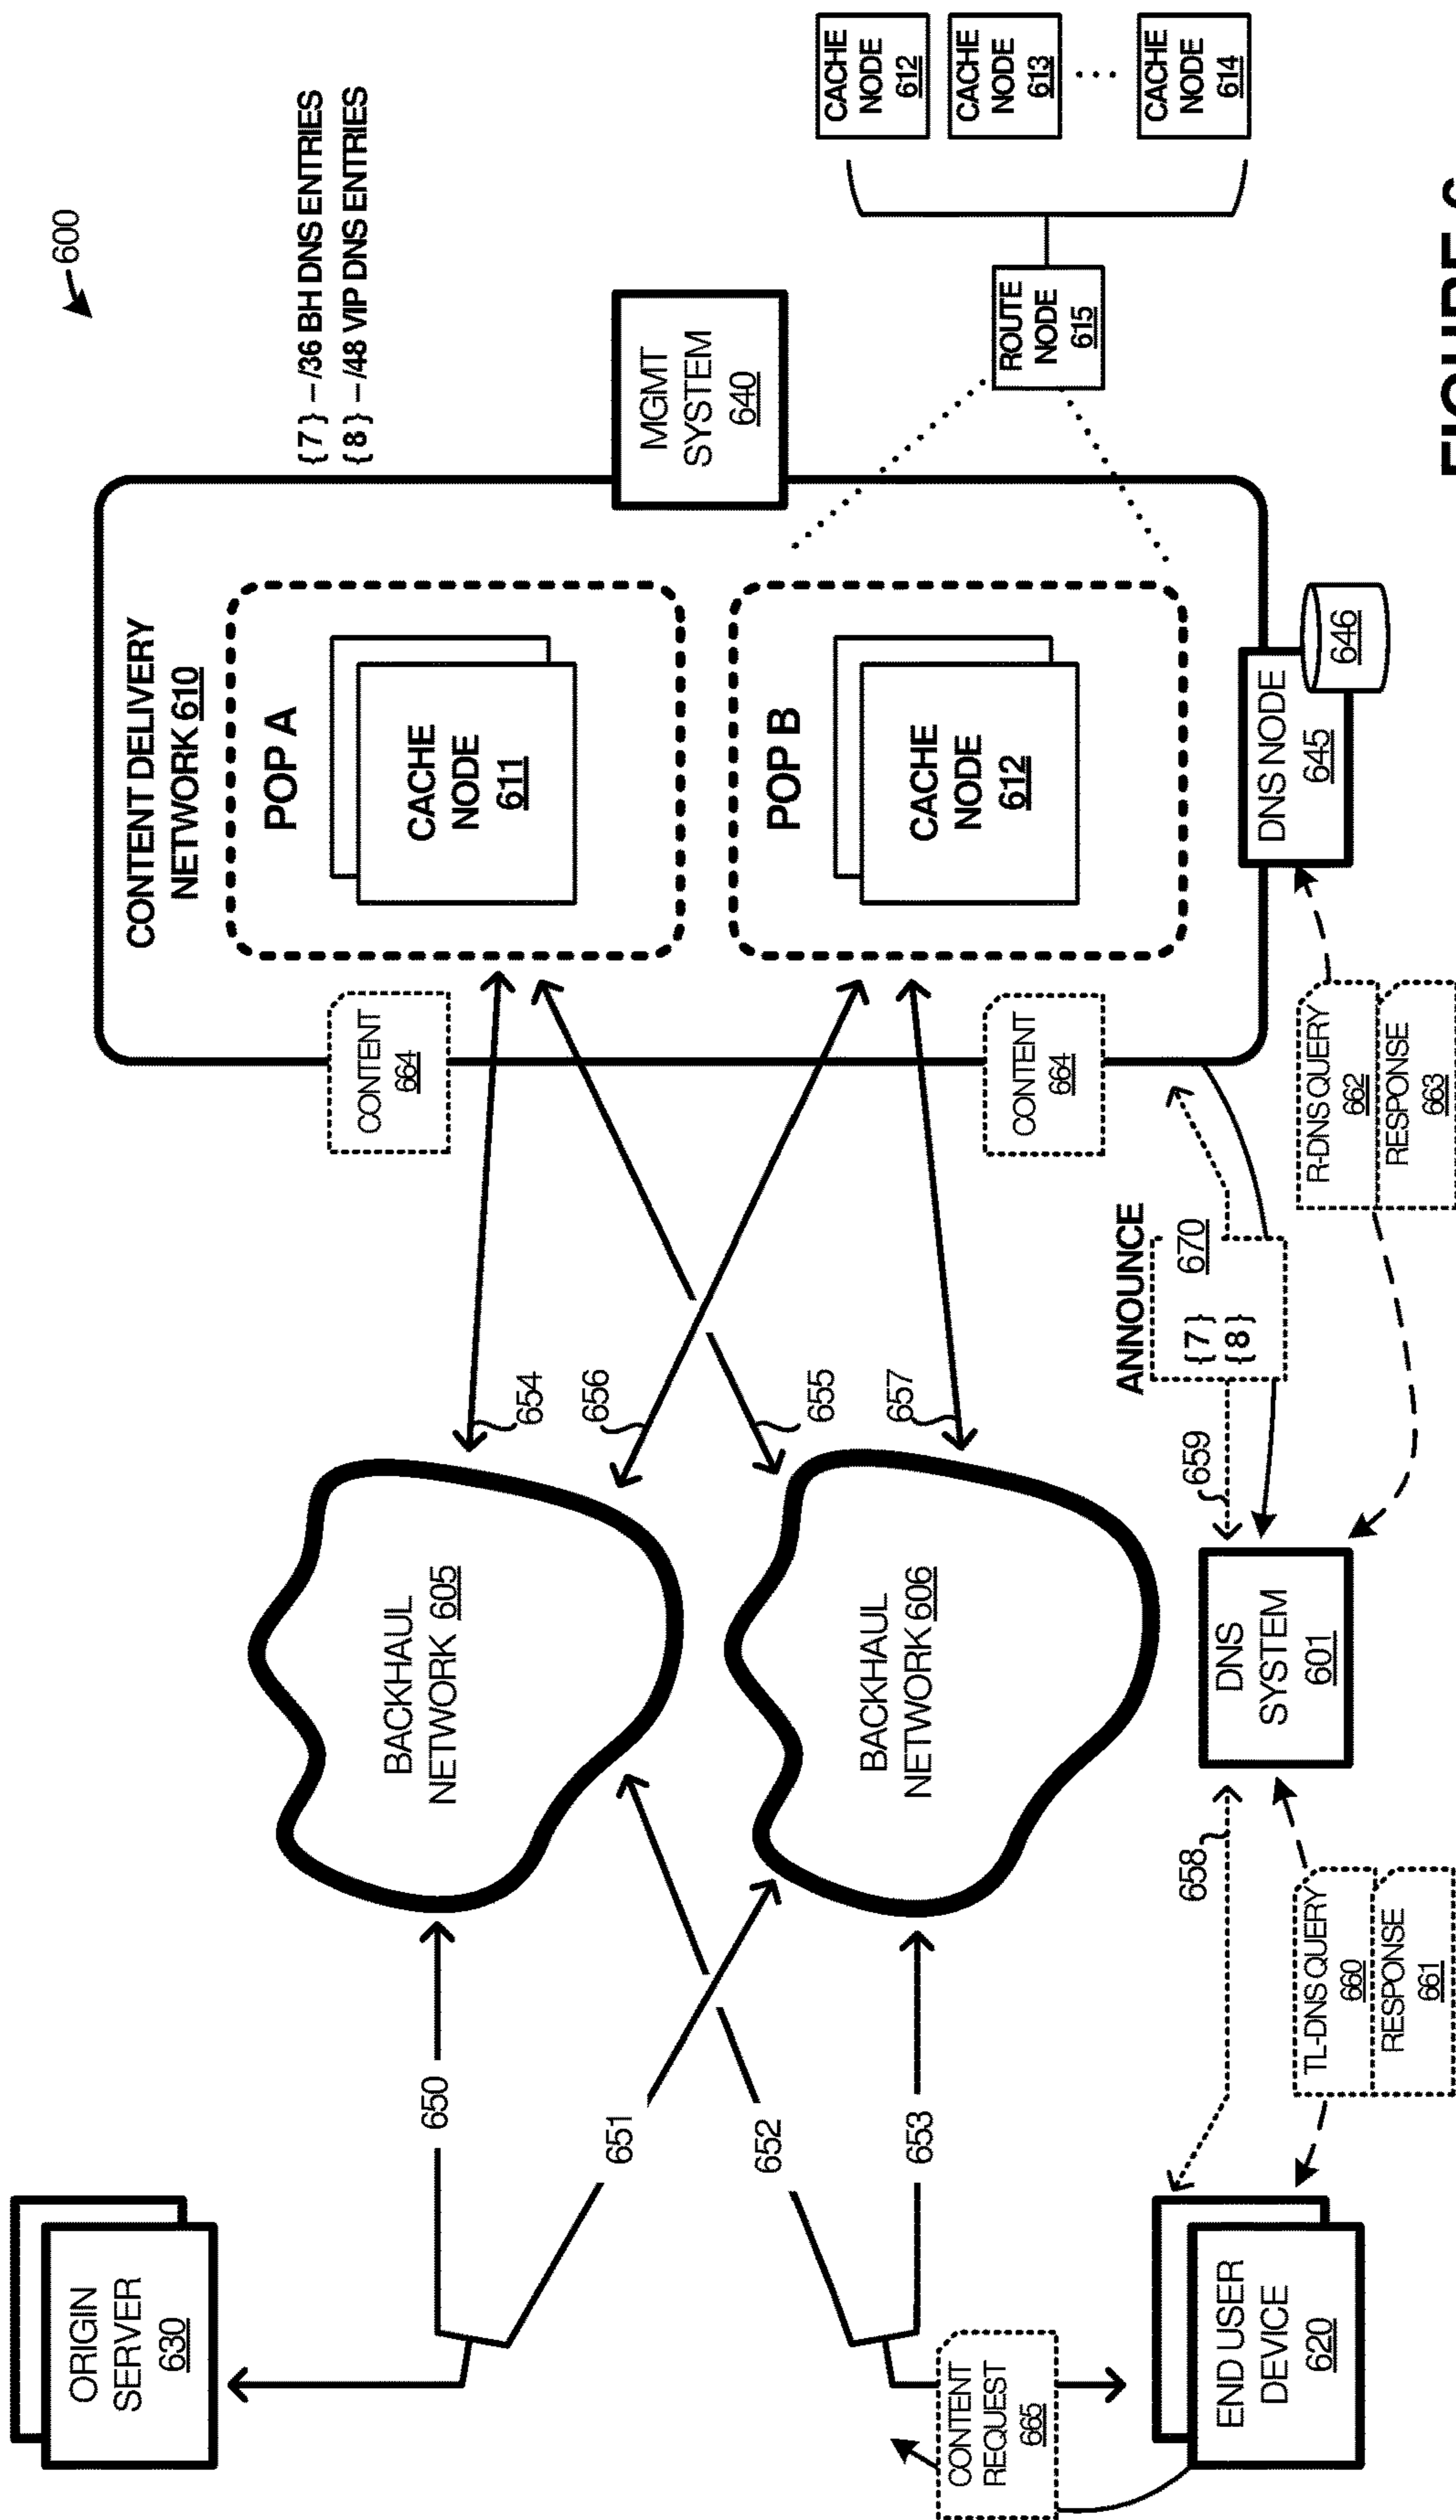 600
{ 7 } – /36 BH DNS ENTRIES
{ 8 } – /48 VIP DNS ENTRIES
ORIGIN
SERVER
630
650
651
652
653
BACKHAUL
NETWORK 605
BACKHAUL
NETWORK 606
654
656
655
657
CONTENT
664
CONTENT
664
CONTENT DELIVERY
NETWORK 610
POP A
CACHE
NODE
611
POP B
CACHE
NODE
612
MGMT
SYSTEM
640
ROUTE
NODE
615
CACHE
NODE
612
CACHE
NODE
613
...
CACHE
NODE
614
CONTENT
REQUEST
665
END USER
DEVICE
620
658
TL-DNS QUERY
660
RESPONSE
661
DNS
SYSTEM
601
659
ANNOUNCE
670
{ 7 }
{ 8 }
R-DNS QUERY
662
RESPONSE
663
DNS NODE
645
646